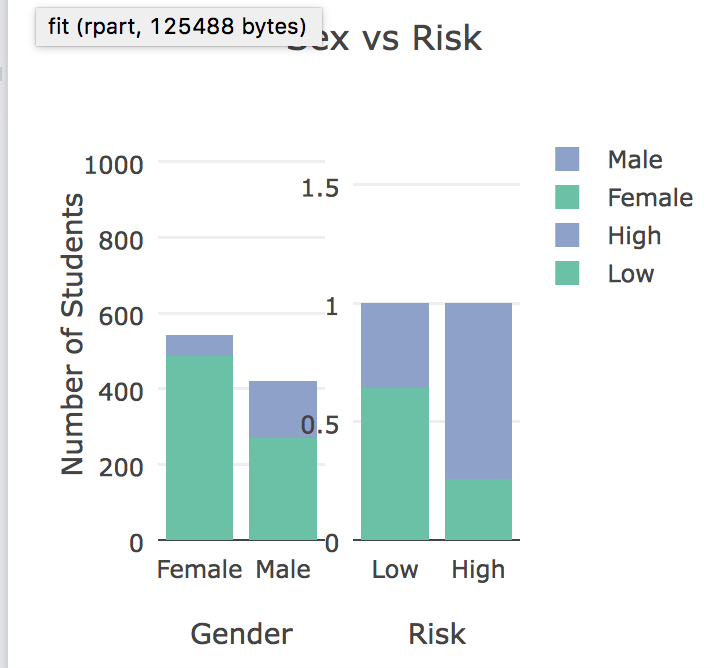 fit (rpart, 125488 bytes)
Sex vs Risk
Number of Students
1000
800
600
400
200
0
1.5
1
0.5
0
Female Male
Low High
Gender
Risk
Male
Female
High
Low